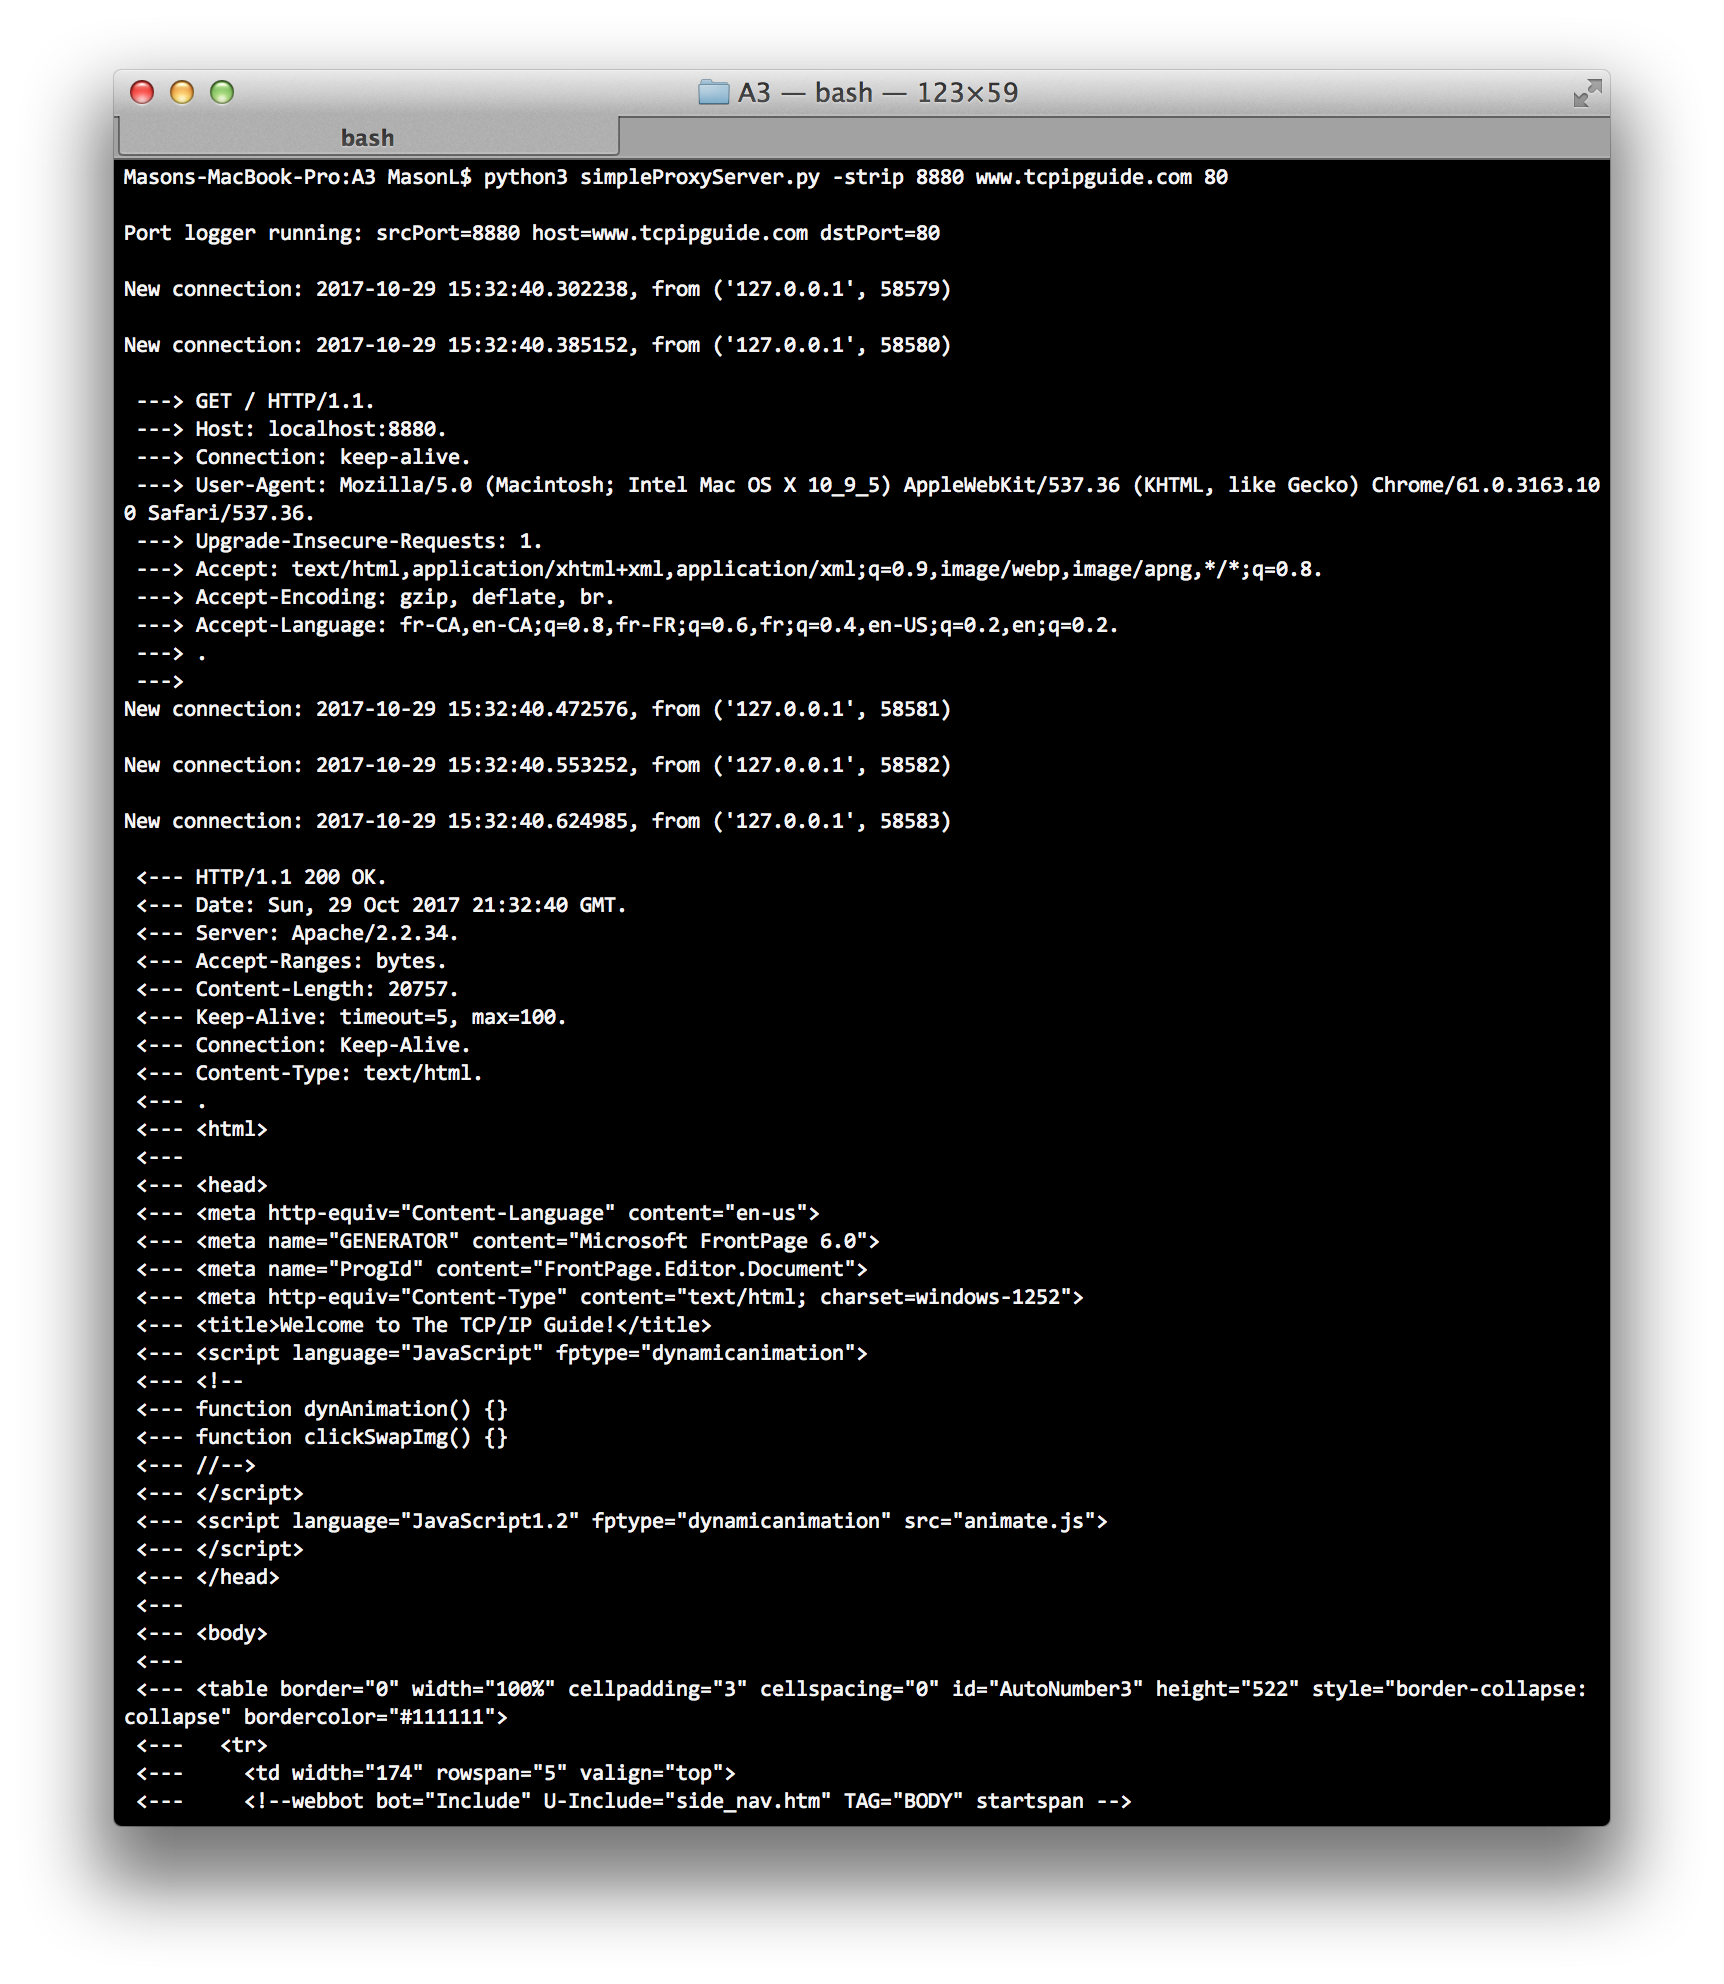 A3 — bash — 123×59
bash
Masons-MacBook-Pro:A3 MasonL$ python3 simpleProxyServer.py -strip 8880 www.tcpipguide.com 80
Port logger running: srcPort=8880 host=www.tcpipguide.com dstPort=80
New connection: 2017-10-29 15:32:40.302238, from ('127.0.0.1', 58579)
New connection: 2017-10-29 15:32:40.385152, from ('127.0.0.1', 58580)
 ---> GET / HTTP/1.1.
 ---> Host: localhost:8880.
 ---> Connection: keep-alive.
 ---> User-Agent: Mozilla/5.0 (Macintosh; Intel Mac OS X 10_9_5) AppleWebKit/537.36 (KHTML, like Gecko) Chrome/61.0.3163.10
0 Safari/537.36.
 ---> Upgrade-Insecure-Requests: 1.
 ---> Accept: text/html,application/xhtml+xml,application/xml;q=0.9,image/webp,image/apng,*/*;q=0.8.
 ---> Accept-Encoding: gzip, deflate, br.
 ---> Accept-Language: fr-CA,en-CA;q=0.8,fr-FR;q=0.6,fr;q=0.4,en-US;q=0.2,en;q=0.2.
 ---> .
 --->
New connection: 2017-10-29 15:32:40.472576, from ('127.0.0.1', 58581)
New connection: 2017-10-29 15:32:40.553252, from ('127.0.0.1', 58582)
New connection: 2017-10-29 15:32:40.624985, from ('127.0.0.1', 58583)
 <--- HTTP/1.1 200 OK.
 <--- Date: Sun, 29 Oct 2017 21:32:40 GMT.
 <--- Server: Apache/2.2.34.
 <--- Accept-Ranges: bytes.
 <--- Content-Length: 20757.
 <--- Keep-Alive: timeout=5, max=100.
 <--- Connection: Keep-Alive.
 <--- Content-Type: text/html.
 <--- .
 <--- <html>
 <---
 <--- <head>
 <--- <meta http-equiv="Content-Language" content="en-us">
 <--- <meta name="GENERATOR" content="Microsoft FrontPage 6.0">
 <--- <meta name="ProgId" content="FrontPage.Editor.Document">
 <--- <meta http-equiv="Content-Type" content="text/html; charset=windows-1252">
 <--- <title>Welcome to The TCP/IP Guide!</title>
 <--- <script language="JavaScript" fptype="dynamicanimation">
 <--- <!--
 <--- function dynAnimation() {}
 <--- function clickSwapImg() {}
 <--- //-->
 <--- </script>
 <--- <script language="JavaScript1.2" fptype="dynamicanimation" src="animate.js">
 <--- </script>
 <--- </head>
 <---
 <--- <body>
 <---
 <--- <table border="0" width="100%" cellpadding="3" cellspacing="0" id="AutoNumber3" height="522" style="border-collapse:
collapse" bordercolor="#111111">
 <---   <tr>
 <---     <td width="174" rowspan="5" valign="top">
 <---     <!--webbot bot="Include" U-Include="side_nav.htm" TAG="BODY" startspan -->